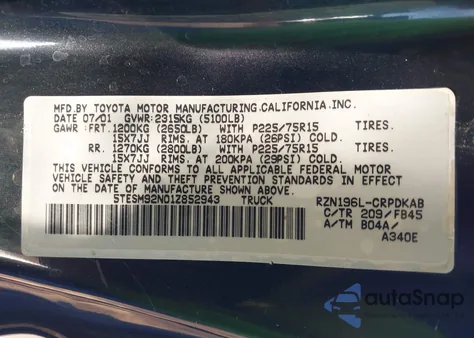 MFD.BY TOYOTA MOTOR MANUFACTURING.CALIFORNIA.INC.
DATE 07/01 GVWR:2315KG (5100LB)
GAWR: FRT.1200KG (2650LB) WITH P225/75R15 TIRES.
15X7JJ RIMS. AT 180KPA (26PSI) COLD.
RR. 1270KG (2800LB) WITH P225/75R15 TIRES.
15X7JJ RIMS. AT 200KPA (29PSI) COLD.
THIS VEHICLE CONFORMS TO ALL APPLICABLE FEDERAL
MOTOR VEHICLE SAFETY AND
THEFT PREVENTION STANDARDS IN EFFECT ON
THE DATE OF MANUFACTURE SHOWN ABOVE.
5TESM92N01Z852943 TRUCK RZN196L-CRPDKAB
C/TR 209/FB45
A/TM B04A/
A340E
autoSnap